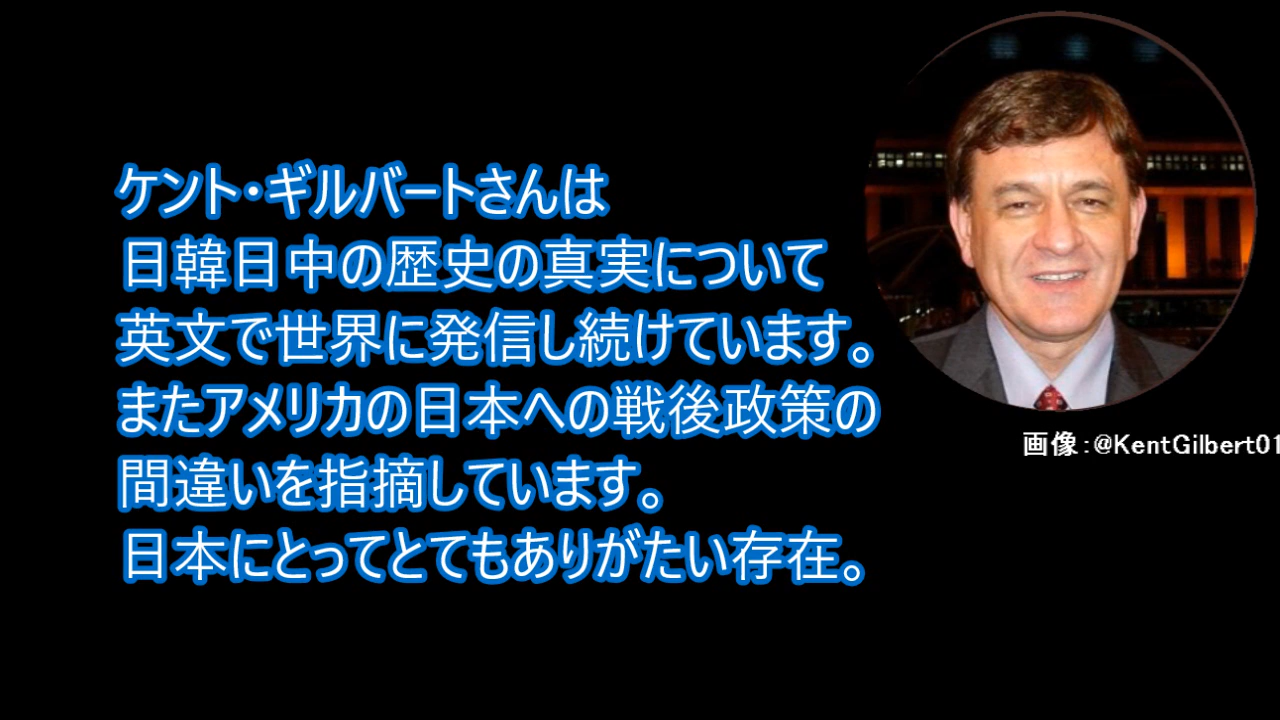 ケント・ギルバートさんは
日韓日中の歴史の真実について
英文で世界に発信し続けています。
またアメリカの日本への戦後政策の
間違いを指摘しています。
日本にとってとてもありがたい存在。
画像：@KentGilbert01